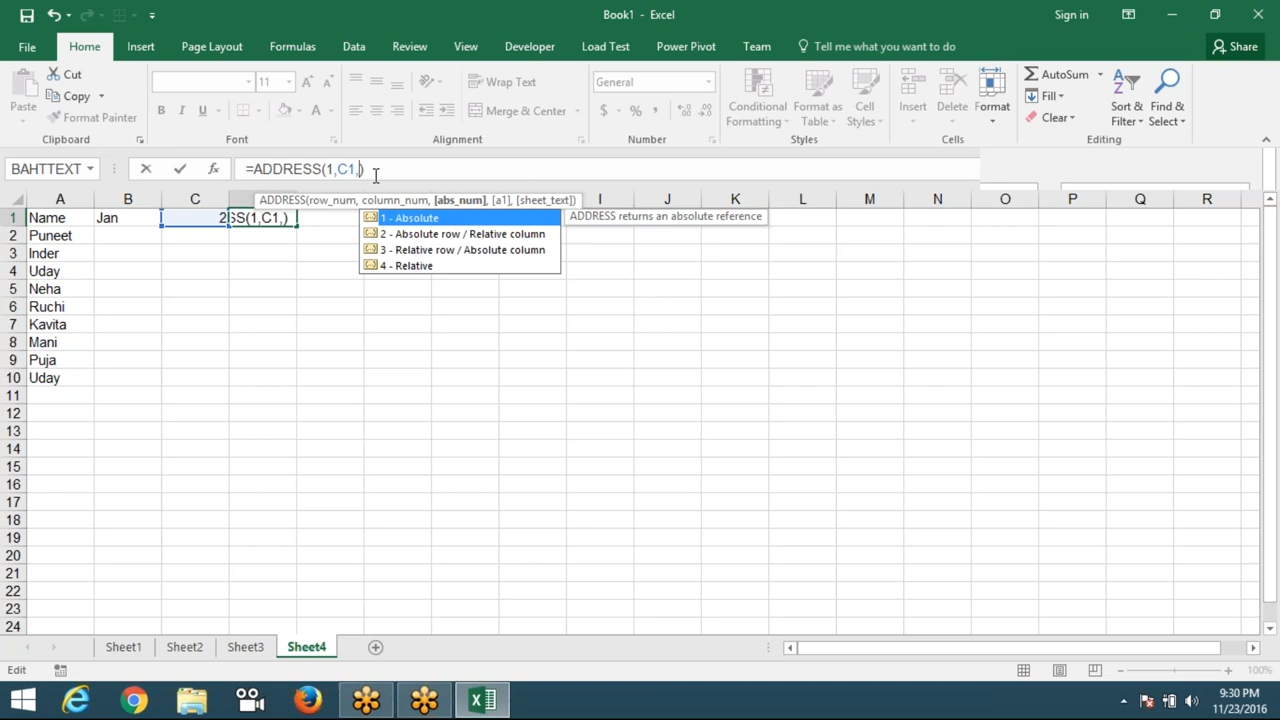 Book1 - Excel
Sign in
File
Home
Insert
Page Layout
Formulas
Data
Review
View
Developer
Load Test
Power Pivot
Team
Tell me what you want to do
Share
Paste
Cut
Copy
Format Painter
Clipboard
11
B I U
Font
Wrap Text
Merge & Center
Alignment
General
$ % ,
Number
Conditional Formatting
Format as Table
Cell Styles
Styles
Insert
Delete
Format
Cells
AutoSum
Fill
Clear
Sort & Filter
Find & Select
Editing
BAHTTEXT
fx
=ADDRESS(1,C1,)
ADDRESS(row_num, column_num, [abs_num], [a1], [sheet_text])
A B C I J K L M N O P Q R
1 Name Jan 2 SS(1,C1,)
1 - Absolute
ADDRESS returns an absolute reference
2 - Absolute row / Relative column
3 - Relative row / Absolute column
4 - Relative
2 Puneet
3 Inder
4 Uday
5 Neha
6 Ruchi
7 Kavita
8 Mani
9 Puja
10 Uday
11
12
13
14
15
16
17
18
19
20
21
22
23
24
Sheet1
Sheet2
Sheet3
Sheet4
Edit
100%
9:30 PM
11/23/2016